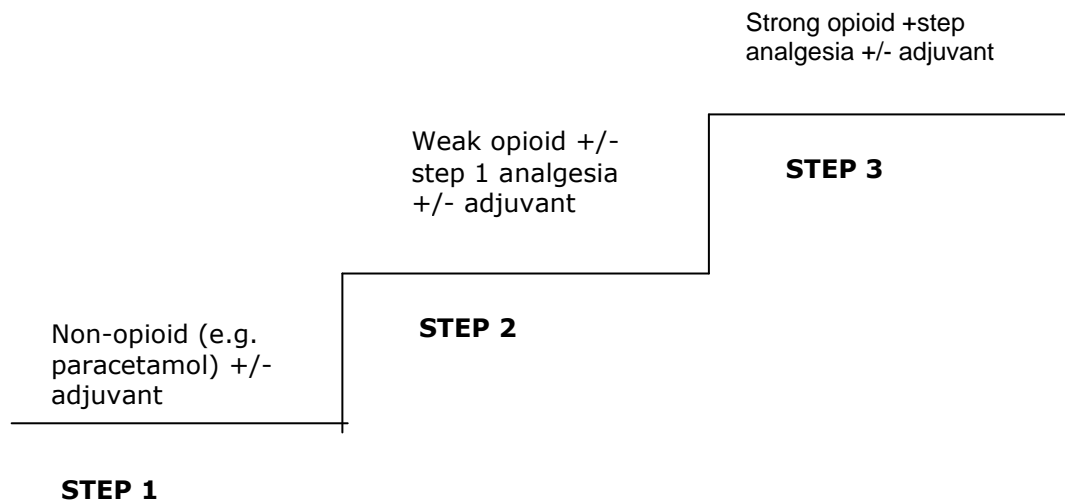 Strong opioid +step
analgesia +/- adjuvant
Weak opioid +/-
step 1 analgesia
+/- adjuvant
STEP 3
Non-opioid (e.g.
paracetamol) +/-
adjuvant
STEP 2
STEP 1